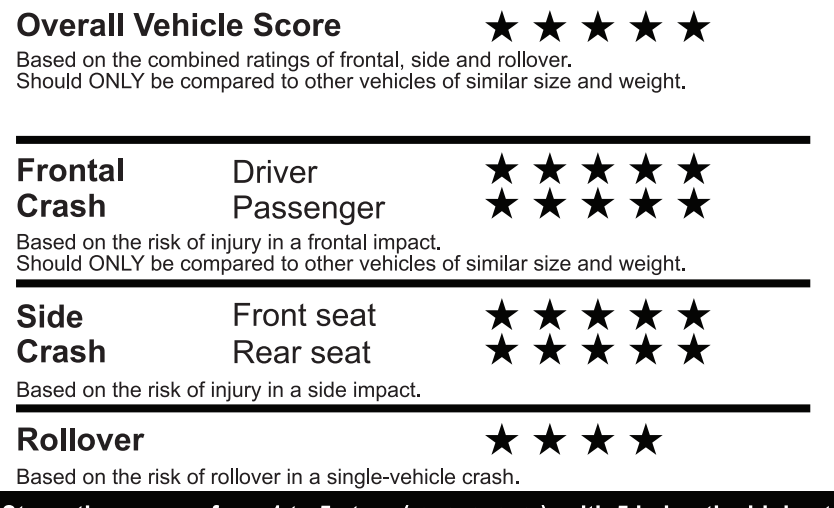 Overall Vehicle Score ★ ★ ★ ★ ★
Based on the combined ratings of frontal, side and rollover.
Should ONLY be compared to other vehicles of similar size and weight.
Frontal Driver ★ ★ ★ ★ ★
Crash Passenger ★ ★ ★ ★ ★
Based on the risk of injury in a frontal impact.
Should ONLY be compared to other vehicles of similar size and weight.
Side Front seat ★ ★ ★ ★ ★
Crash Rear seat ★ ★ ★ ★ ★
Based on the risk of injury in a side impact.
Rollover ★ ★ ★ ★
Based on the risk of rollover in a single-vehicle crash.